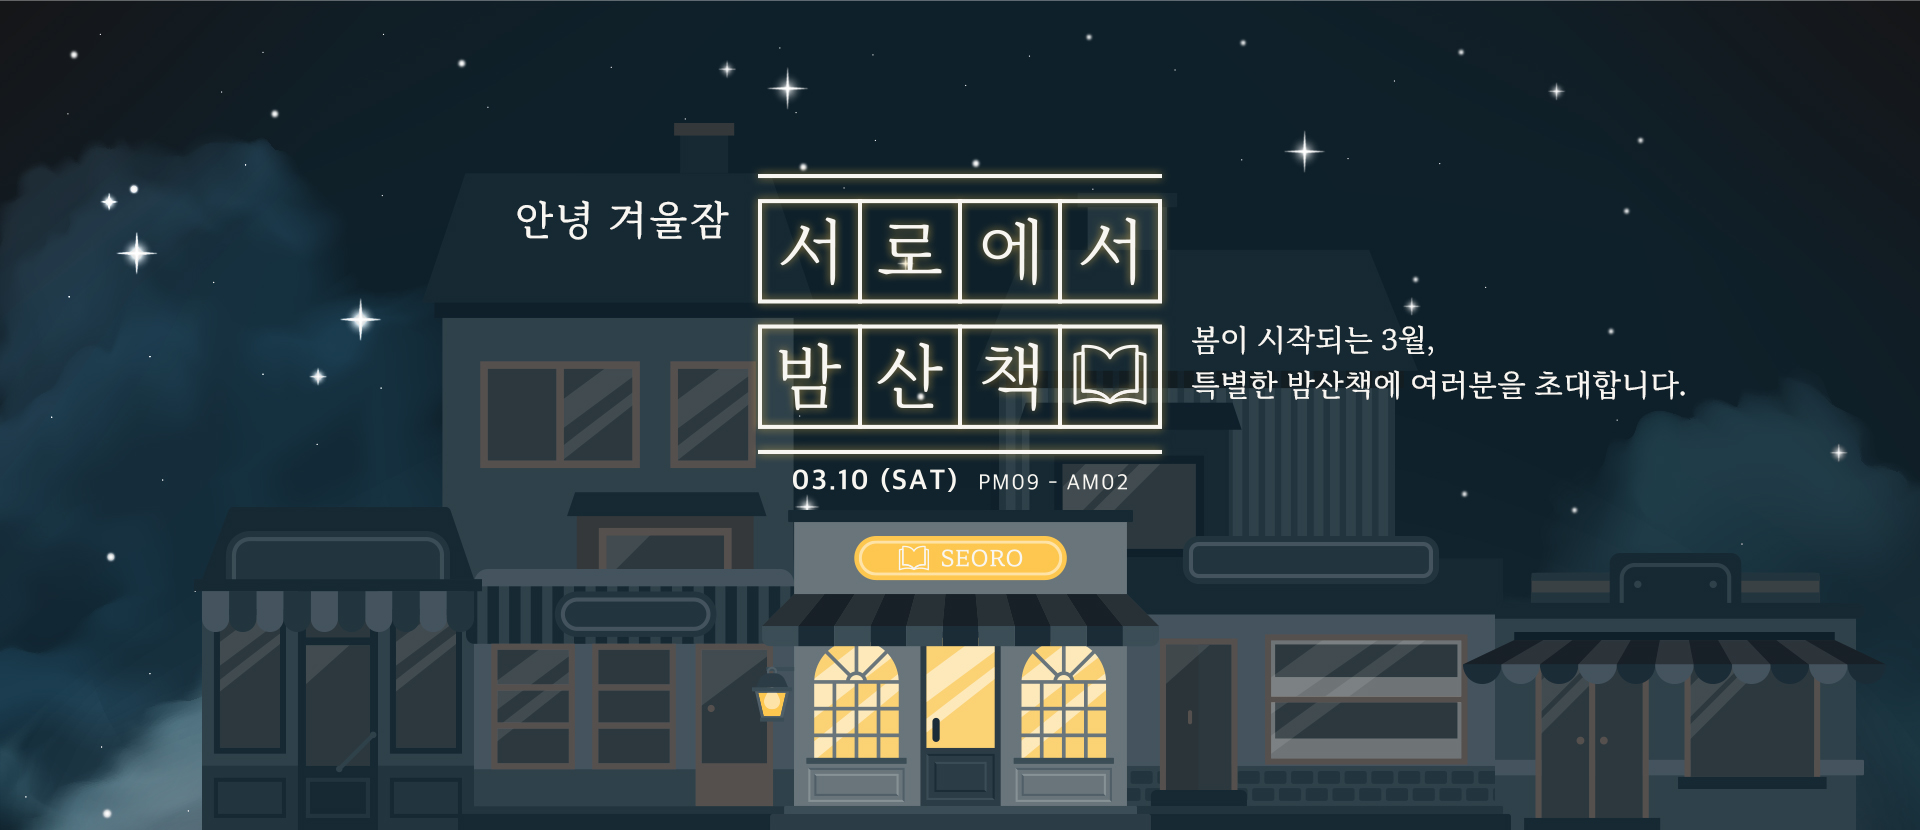 안녕 겨울잠
서로에서
밤산책
봄이 시작되는 3월,
특별한 밤산책에 여러분을 초대합니다.
03.10 (SAT) PM09 - AM02
SEORO